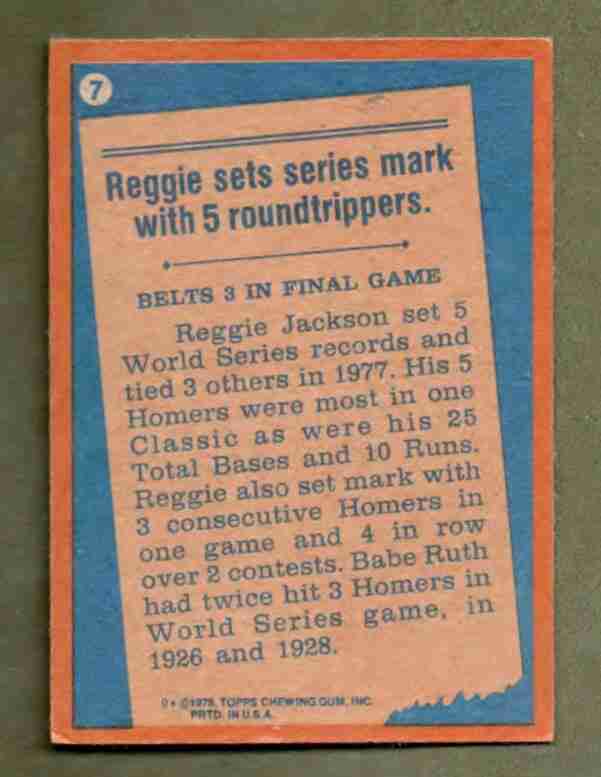 7
Reggie sets series mark
with 5 roundtrippers.
BELTS 3 IN FINAL GAME
Reggie Jackson set 5
World Series records and
tied 3 others in 1977. His 5
Homers were most in one
Classic as were his 25
Total Bases and 10 Runs.
Reggie also set mark with
3 consecutive Homers in
one game and 4 in row
over 2 contests. Babe Ruth
had twice hit 3 Homers in
World Series game, in
1926 and 1928.
©1978, TOPPS CHEWING GUM, INC.
PRTD. IN U.S.A.